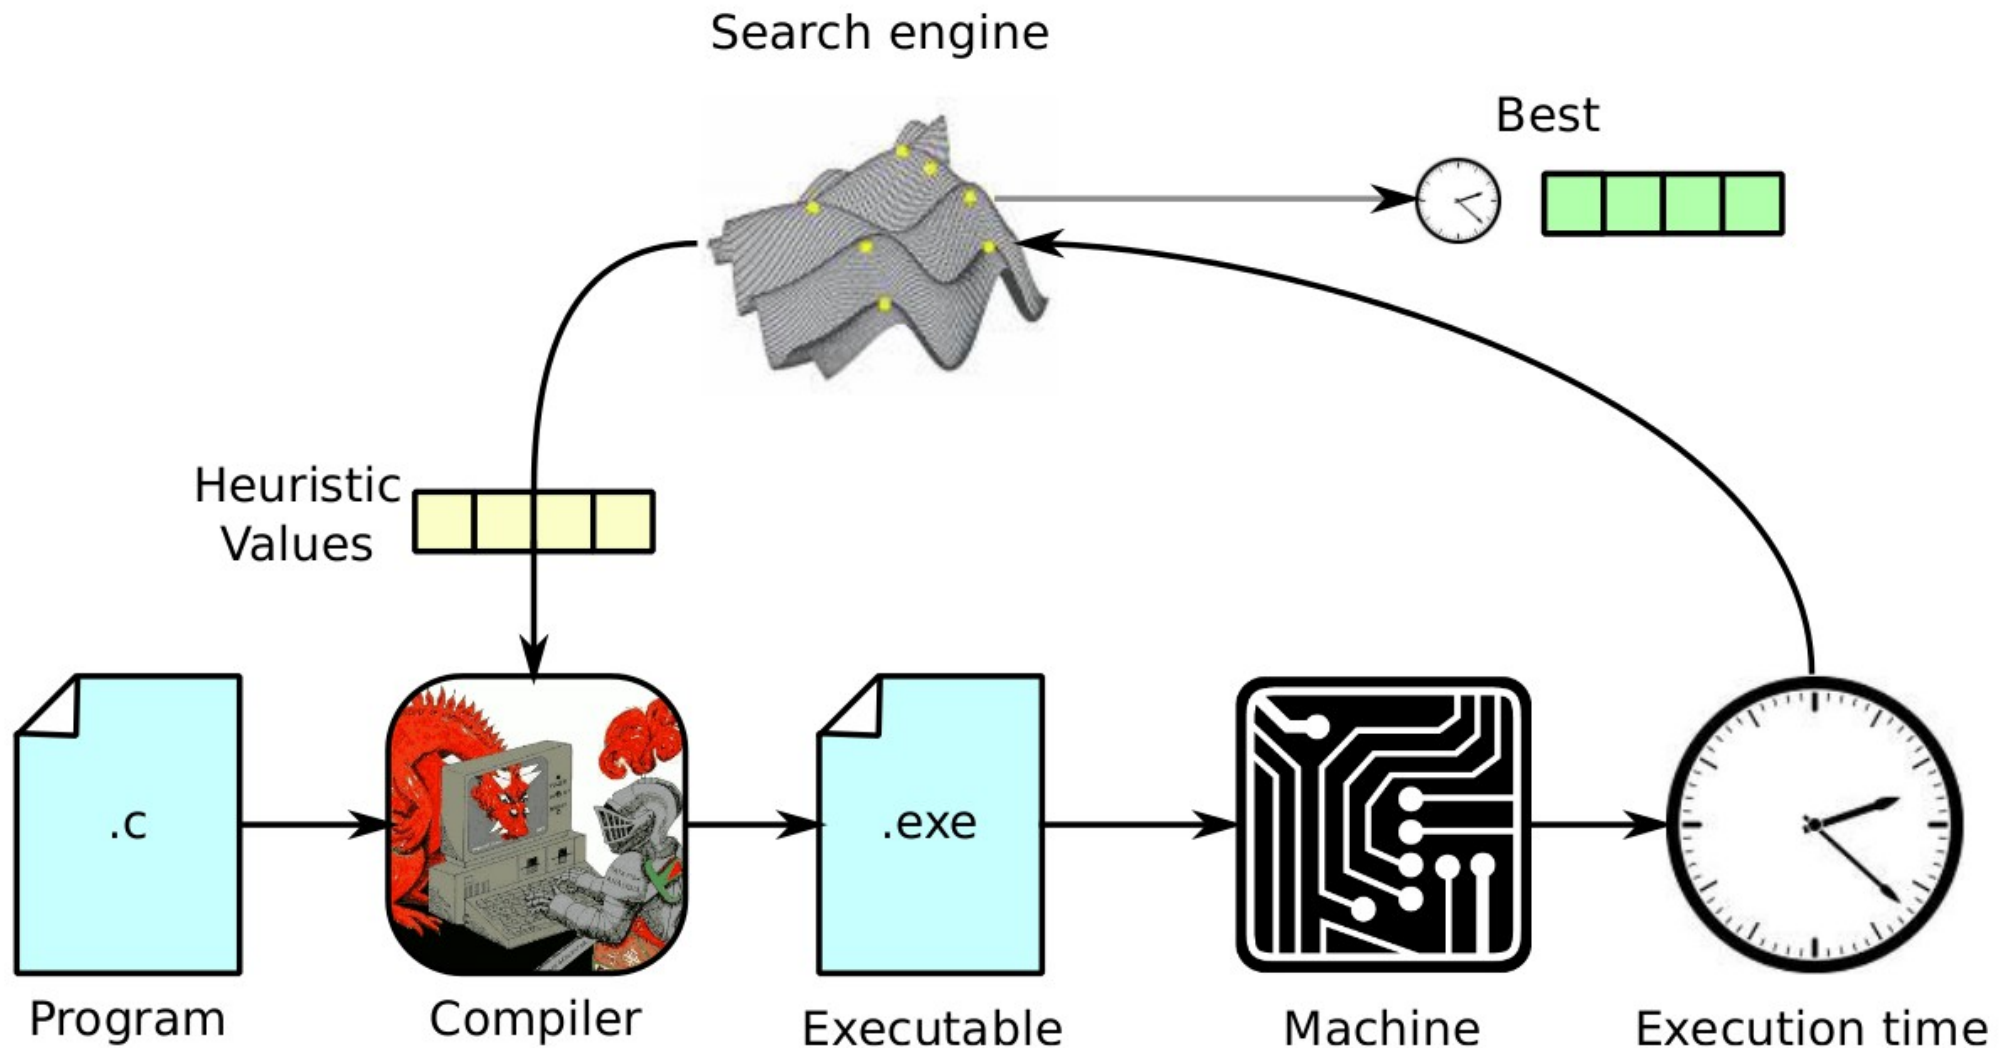 Search engine
Best
Heuristic
Values
.c
.exe
Program
Compiler
Executable
Machine
Execution time